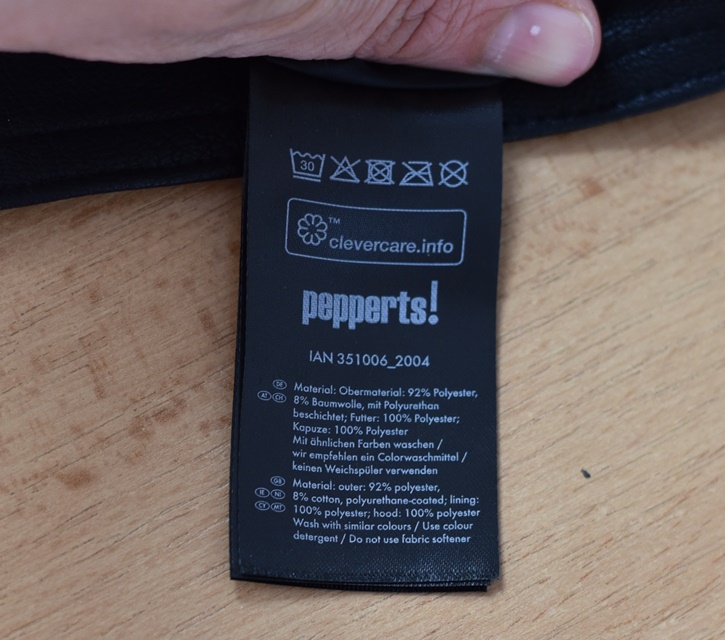 30
TM
clevercare.info
pepperts!
IAN 351006_2004
DE
AT CH
Material: Obermaterial: 92% Polyester,
8% Baumwolle, mit Polyurethan
beschichtet; Futter: 100% Polyester;
Kapuze: 100% Polyester
Mit ähnlichen Farben waschen /
wir empfehlen ein Colorwaschmittel /
keinen Weichspüler verwenden
GB
IE NI
CY MT
Material: outer: 92% polyester,
8% cotton, polyurethane-coated; lining:
100% polyester; hood: 100% polyester
Wash with similar colours / Use colour
detergent / Do not use fabric softener